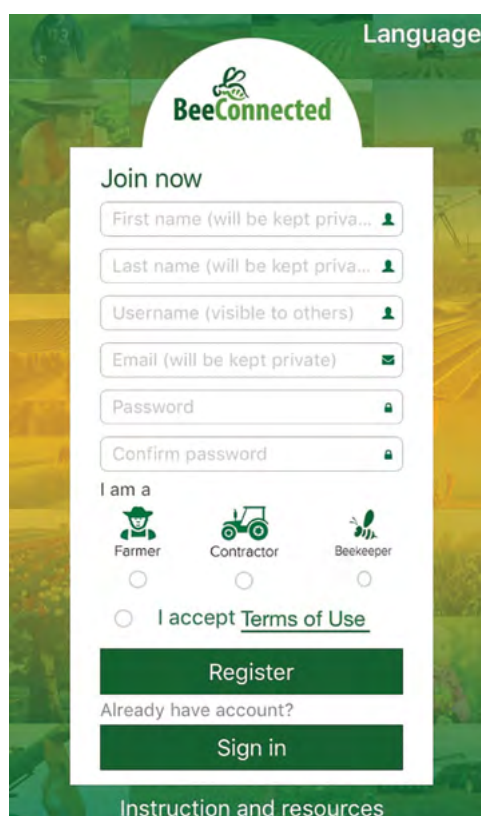 Language
BeeConnected
Join now
First name (will be kept priva...
Last name (will be kept priva...
Username (visible to others)
Email (will be kept private)
Password
Confirm password
I am a
Farmer Contractor Beekeeper
I accept Terms of Use
Register
Already have account?
Sign in
Instruction and resources